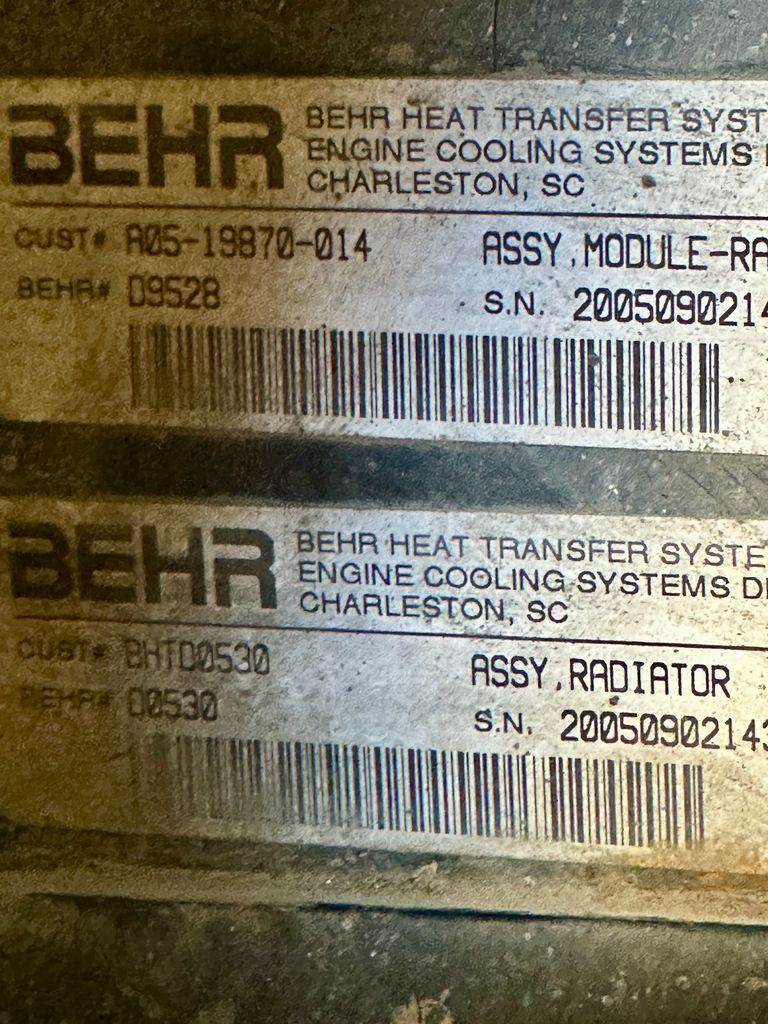 BEHR
BEHR HEAT TRANSFER SYST
ENGINE COOLING SYSTEMS
CHARLESTON, SC
CUST# A05-19870-014
ASSY,MODULE-RA
BEHR# D9528
S.N. 2005090214
BEHR
BEHR HEAT TRANSFER SYSTE
ENGINE COOLING SYSTEMS D
CHARLESTON, SC
CUST# BHTD0530
ASSY,RADIATOR
BEHR# D0530
S.N. 20050902143